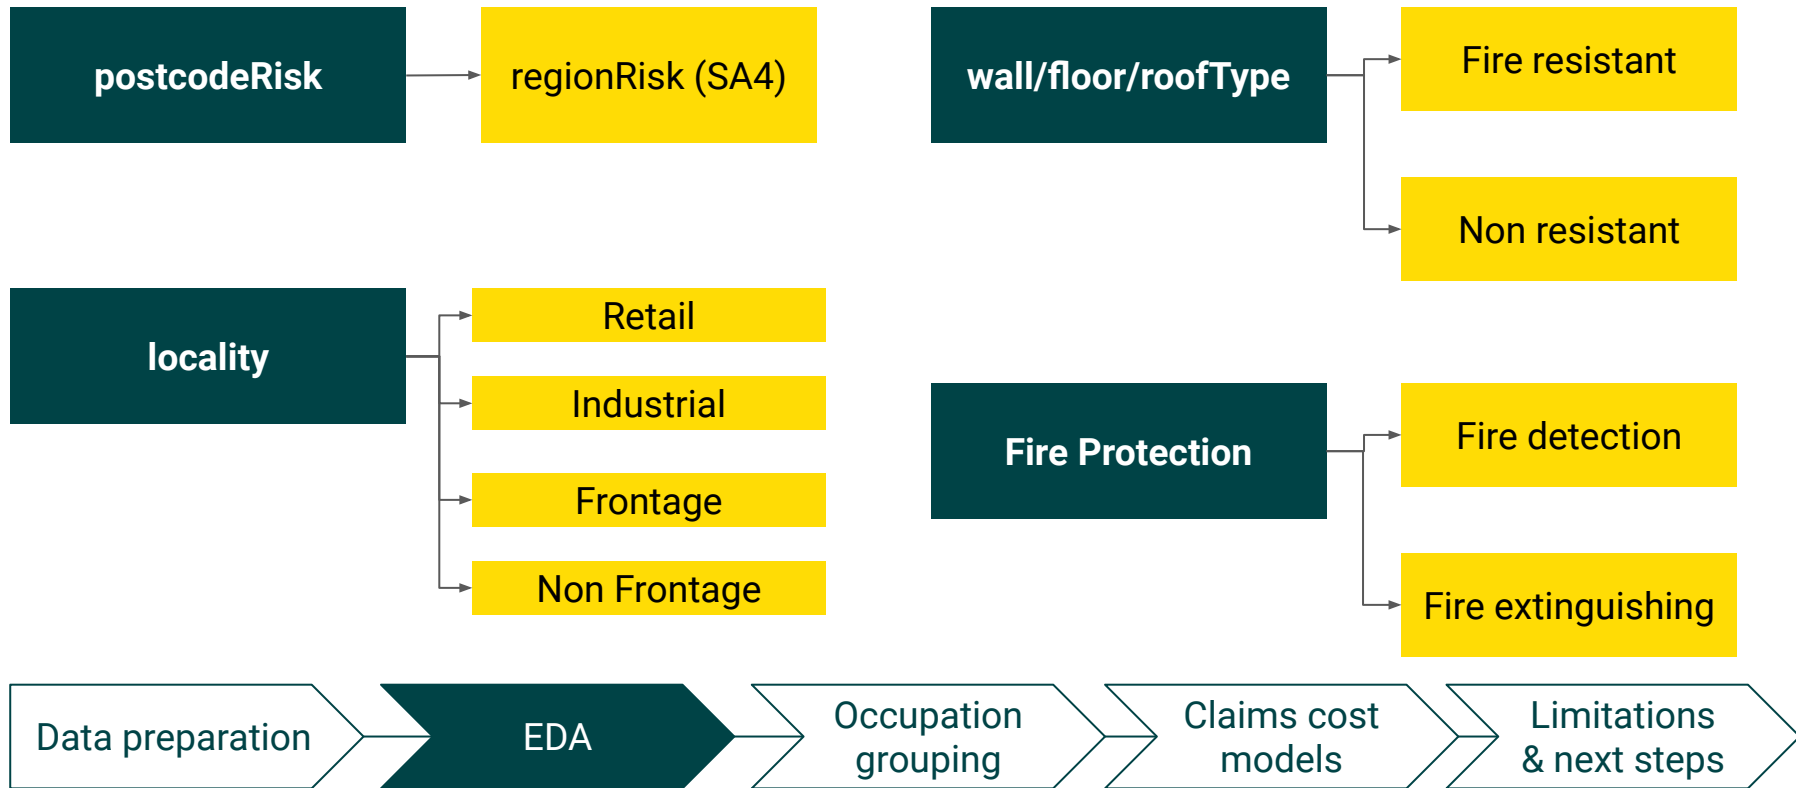 postcodeRisk
regionRisk (SA4)
wall/floor/roofType
Fire resistant
Non resistant
locality
Retail
Industrial
Frontage
Non Frontage
Fire Protection
Fire detection
Fire extinguishing
Data preparation
EDA
Occupation
grouping
Claims cost
models
Limitations
& next steps